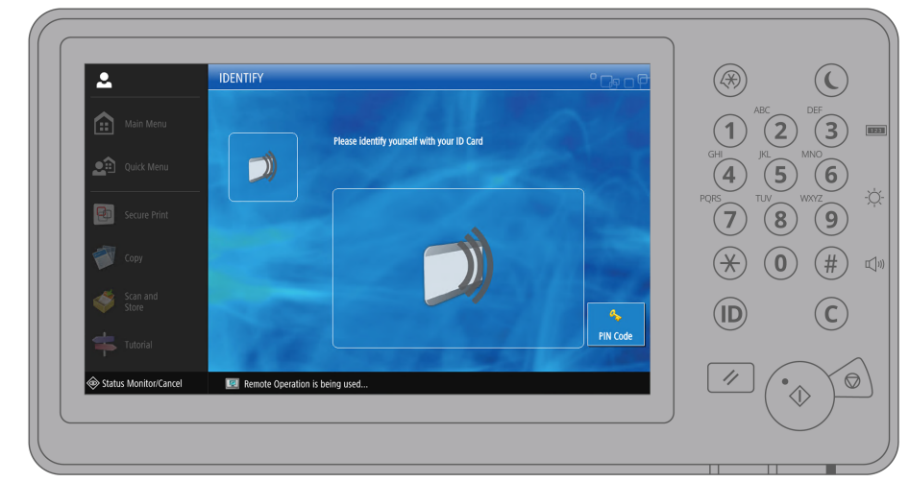 IDENTIFY
Main Menu
Quick Menu
Secure Print
Copy
Scan and
Store
Tutorial
Please identify yourself with your ID Card
PIN Code
Status Monitor/Cancel
Remote Operation is being used...
ABC
DEF
1
2
3
GHI
JKL
MNO
4
5
6
PQRS
TUV
WXYZ
7
8
9
0
#
ID
C